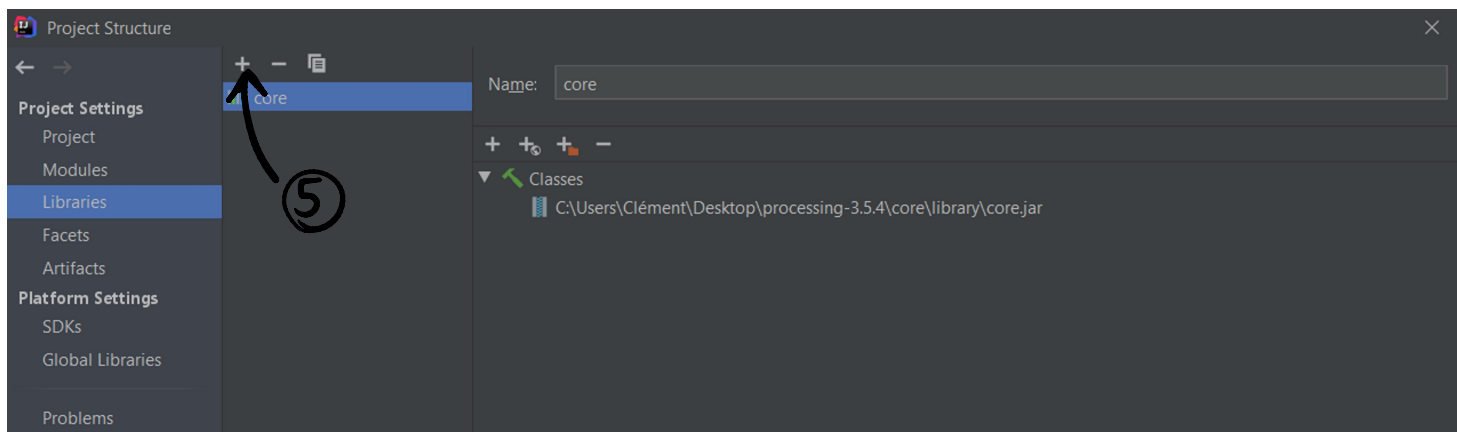 Project Structure
Project Settings
Project
Modules
Libraries
Facets
Artifacts
Platform Settings
SDKs
Global Libraries
Problems
core
5
Name: core
Classes
C:\Users\Clément\Desktop\processing-3.5.4\core\library\core.jar